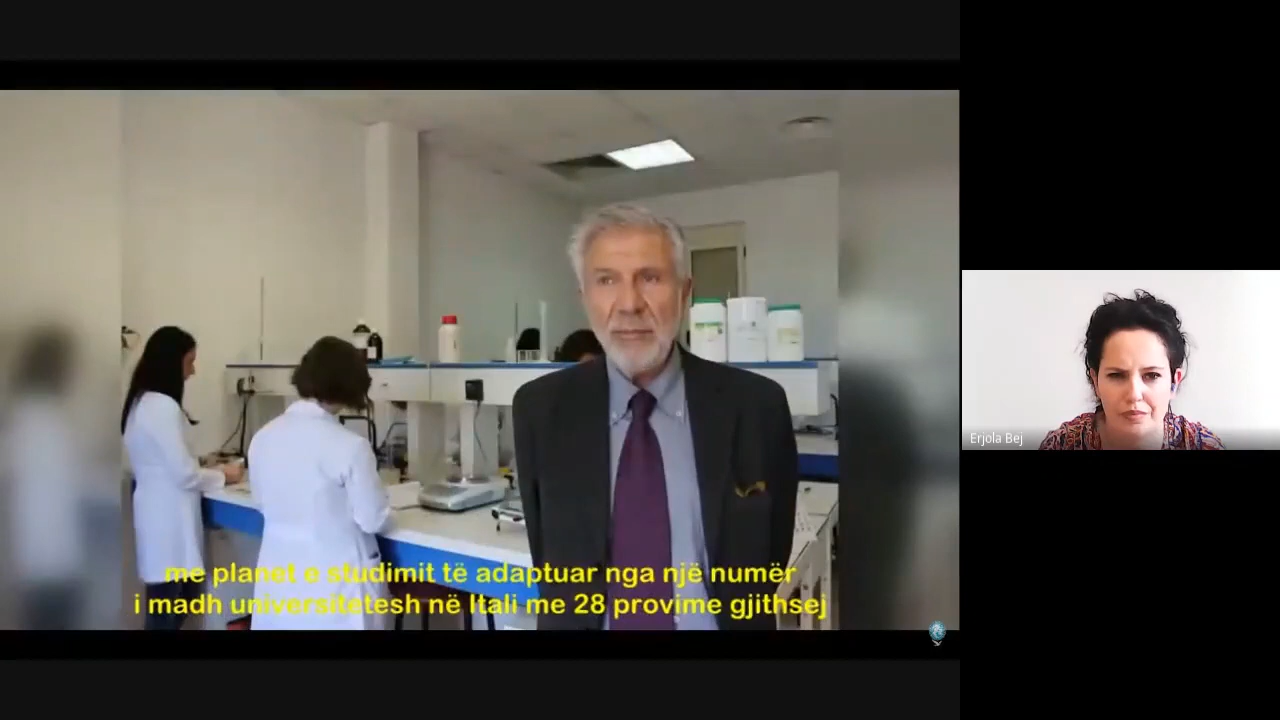 me planet e studimit të adaptuar nga një numër
i madh universitetesh në Itali me 28 provime gjithsej
Erjola Bej